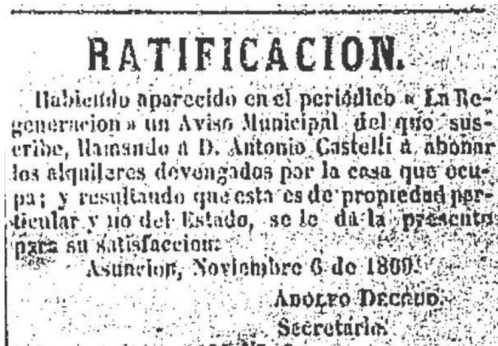 RATIFICACION.
Habiendo aparecido en el periódico « La Re-
generacion » un Aviso Municipal del que sus-
cribe, llamando á D. Antonio Castelli á abonar
los alquileres devengados por la casa que ocu-
pa; y resultando que esta es de propiedad par-
ticular y no del Estado, se le da la presente
para su satisfaccion:
Asuncion, Noviembre 6 de 1869.
ADOLFO DECOUD.
Secretario.